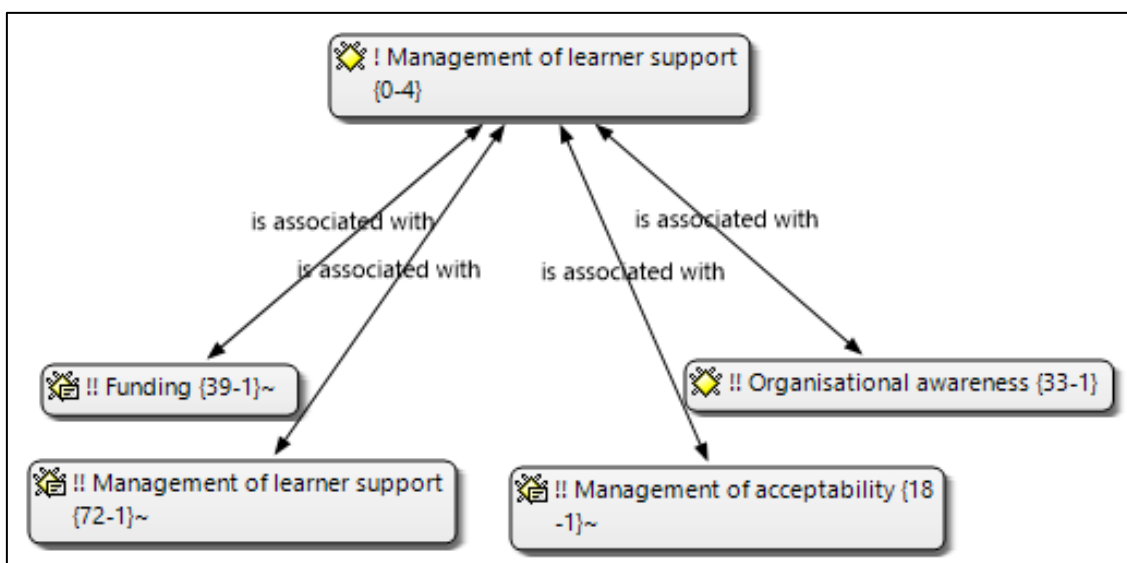 ! Management of learner support
{0-4}
is associated with
is associated with
is associated with
is associated with
!! Funding {39-1}~
!! Organisational awareness {33-1}
!! Management of learner support
{72-1}~
!! Management of acceptability {18
-1}~